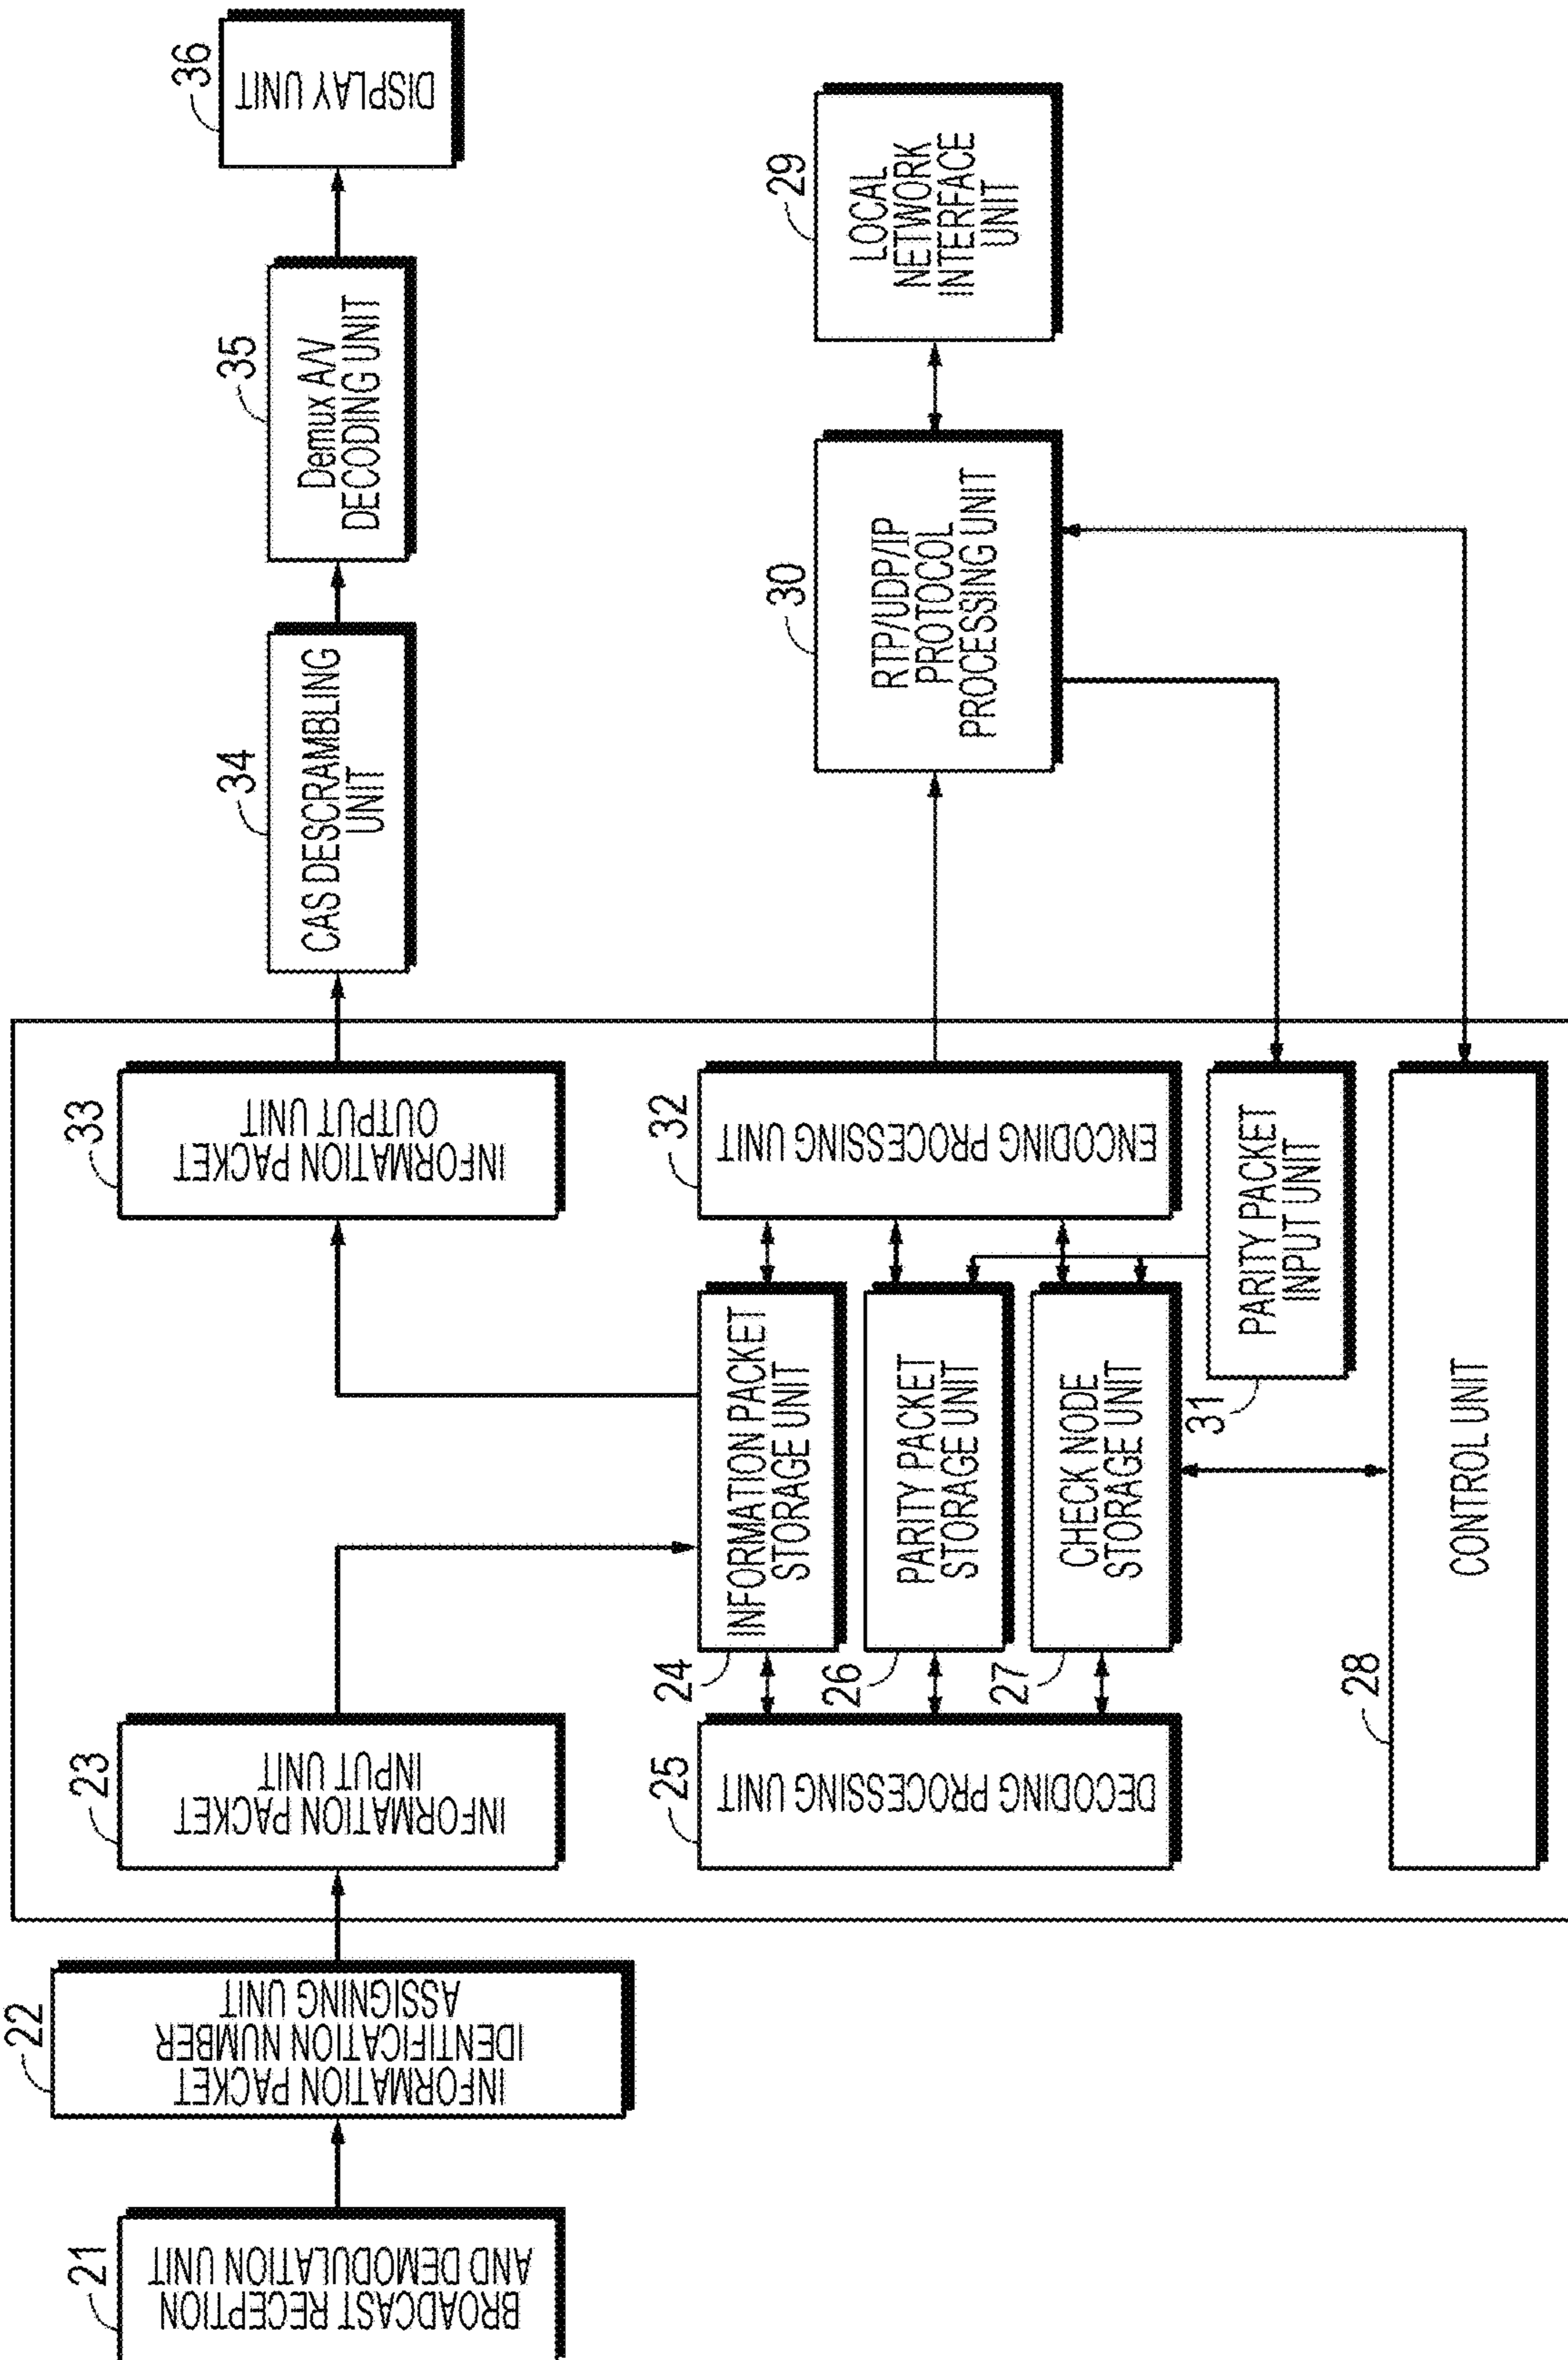 21
BROADCAST RECEPTION
AND DEMODULATION UNIT
22
INFORMATION PACKET
IDENTIFICATION NUMBER
ASSIGNING UNIT
23
INFORMATION PACKET
INPUT UNIT
33
INFORMATION PACKET
OUTPUT UNIT
34
CAS DESCRAMBLING
UNIT
35
Demux A/V
DECODING UNIT
36
DISPLAY UNIT
25
DECODING PROCESSING UNIT
24
INFORMATION PACKET
STORAGE UNIT
26
PARITY PACKET
STORAGE UNIT
27
CHECK NODE
STORAGE UNIT
32
ENCODING PROCESSING UNIT
30
RTP/UDP/IP
PROTOCOL
PROCESSING UNIT
29
LOCAL
NETWORK
INTERFACE
UNIT
31
PARITY PACKET
INPUT UNIT
28
CONTROL UNIT